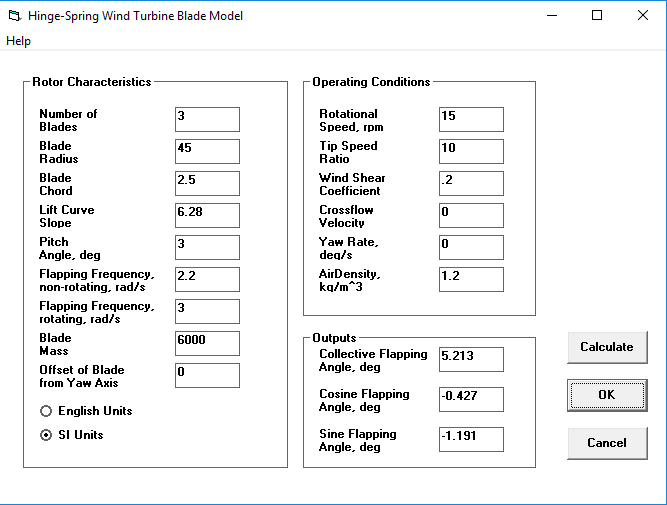 Hinge-Spring Wind Turbine Blade Model
Help
Rotor Characteristics
Number of
Blades
3
Blade
Radius
45
Blade
Chord
2.5
Lift Curve
Slope
6.28
Pitch
Angle, deg
3
Flapping Frequency,
non-rotating, rad/s
2.2
Flapping Frequency,
rotating, rad/s
3
Blade
Mass
6000
Offset of Blade
from Yaw Axis
0
English Units
SI Units
Operating Conditions
Rotational
Speed, rpm
15
Tip Speed
Ratio
10
Wind Shear
Coefficient
.2
Crossflow
Velocity
0
Yaw Rate,
deg/s
0
AirDensity,
kg/m^3
1.2
Outputs
Collective Flapping
Angle, deg
5.213
Cosine Flapping
Angle, deg
-0.427
Sine Flapping
Angle, deg
-1.191
Calculate
OK
Cancel